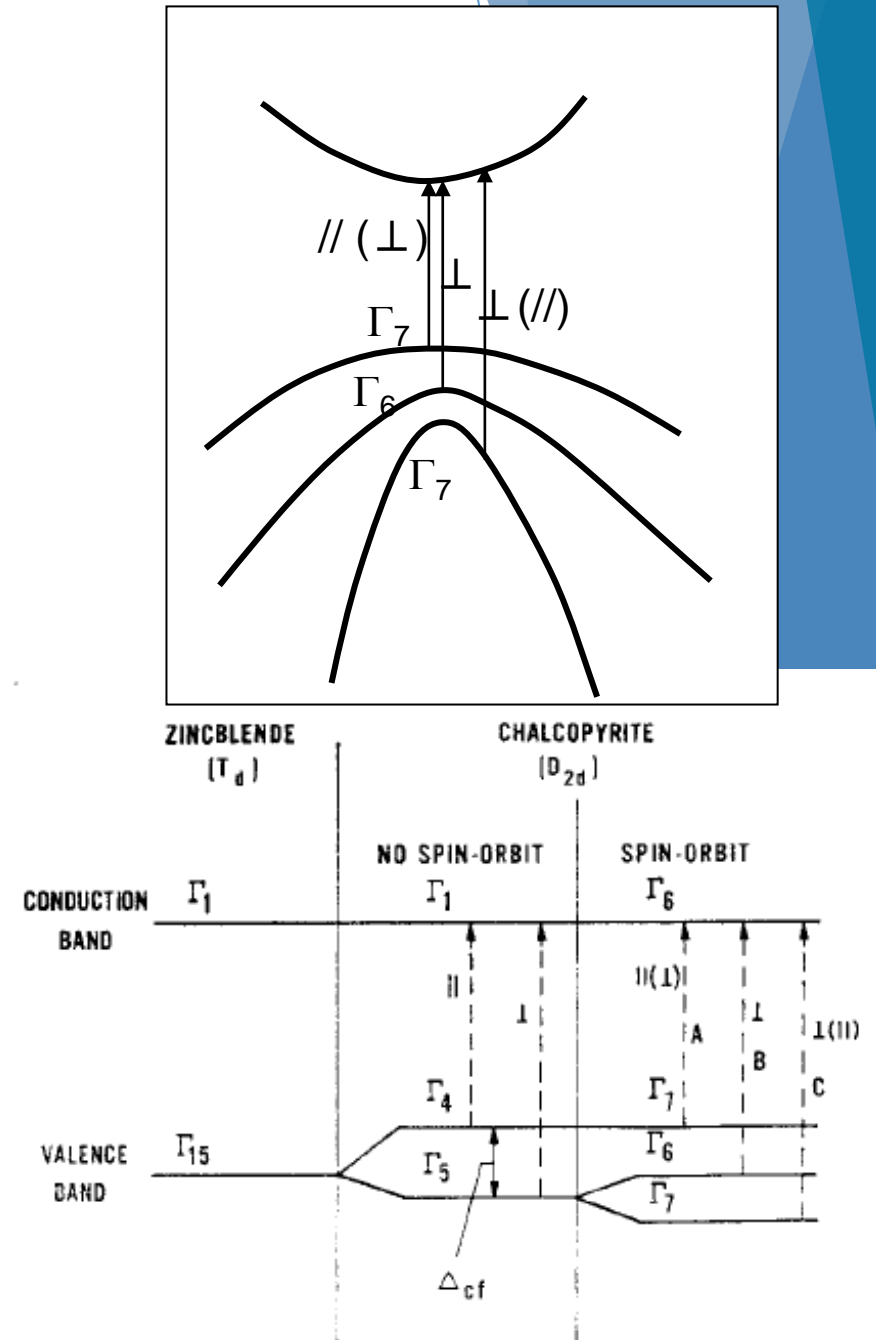 // (⊥)
⊥
⊥(//)
Γ7
Γ6
Γ7
ZINCBLENDE
(Td)
CHALCOPYRITE
(D2d)
NO SPIN-ORBIT
SPIN-ORBIT
CONDUCTION
BAND
Γ1
Γ1
Γ6
||
⊥
||(⊥)
A
⊥
B
⊥(||)
C
VALENCE
BAND
Γ15
Γ4
Γ5
Γ7
Γ6
Γ7
Δcf